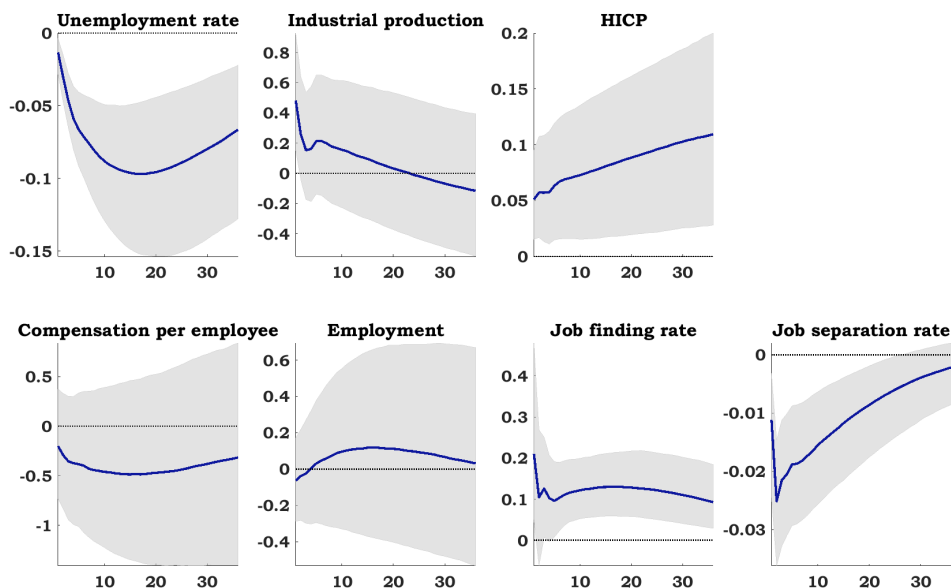 Unemployment rate
0
-0.05
-0.1
-0.15
10 20 30
Industrial production
0.8
0.6
0.4
0.2
0
-0.2
-0.4
10 20 30
HICP
0.2
0.15
0.1
0.05
0
10 20 30
Compensation per employee
0.5
0
-0.5
-1
10 20 30
Employment
0.6
0.4
0.2
0
-0.2
-0.4
10 20 30
Job finding rate
0.4
0.3
0.2
0.1
0
10 20 30
Job separation rate
0
-0.01
-0.02
-0.03
10 20 30